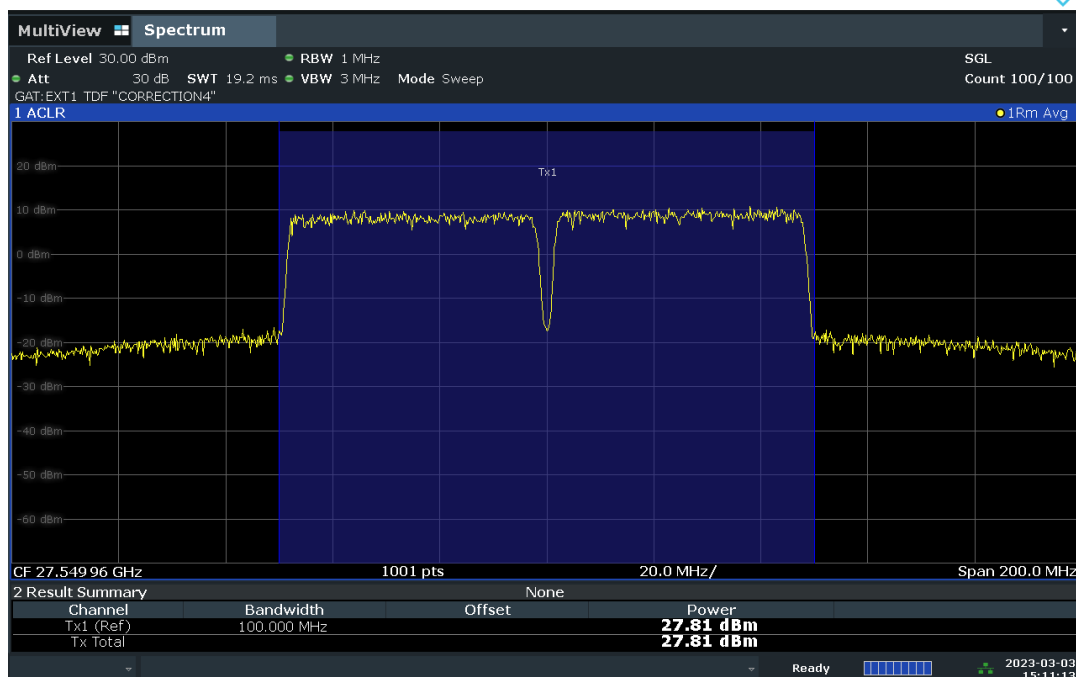 MultiView Spectrum
Ref Level 30.00 dBm RBW 1 MHz SGL
Att 30 dB SWT 19.2 ms VBW 3 MHz Mode Sweep Count 100/100
GAT:EXT1 TDF "CORRECTION4"
1 ACLR 1Rm Avg
20 dBm
Tx1
10 dBm
0 dBm
-10 dBm
-20 dBm
-30 dBm
-40 dBm
-50 dBm
-60 dBm
CF 27.549 96 GHz 1001 pts 20.0 MHz/ Span 200.0 MHz
2 Result Summary None
Channel Bandwidth Offset Power
Tx1 (Ref) 100.000 MHz 27.81 dBm
Tx Total 27.81 dBm
Ready 2023-03-03
15:11:13